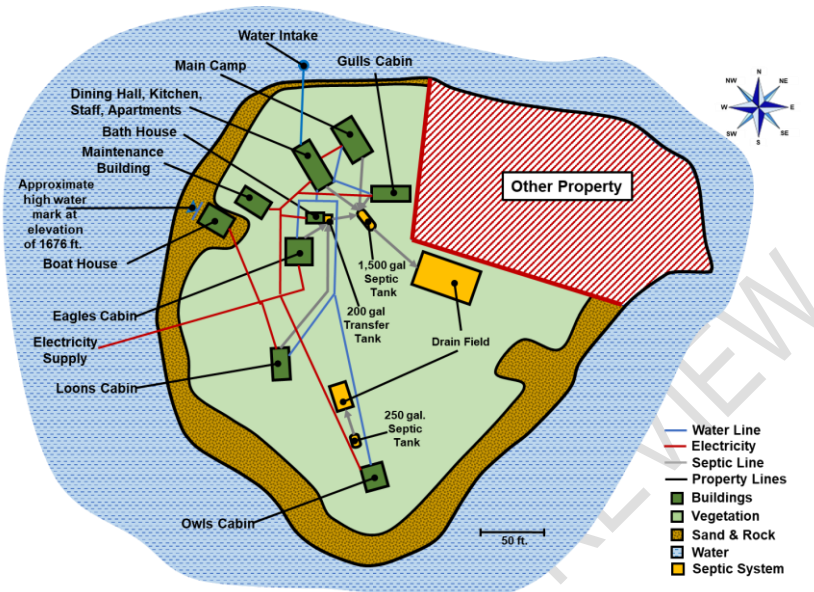 Water Intake
Main Camp
Gulls Cabin
Dining Hall, Kitchen,
Staff, Apartments
Bath House
Maintenance
Building
Approximate
high water
mark at
elevation
of 1676 ft.
Boat House
Eagles Cabin
Electricity
Supply
Loons Cabin
Owls Cabin
1,500 gal
Septic
Tank
200 gal
Transfer
Tank
Drain Field
250 gal.
Septic
Tank
Other Property
N
NE
E
SE
S
SW
W
NW
50 ft.
Water Line
Electricity
Septic Line
Property Lines
Buildings
Vegetation
Sand & Rock
Water
Septic System
REVIEW